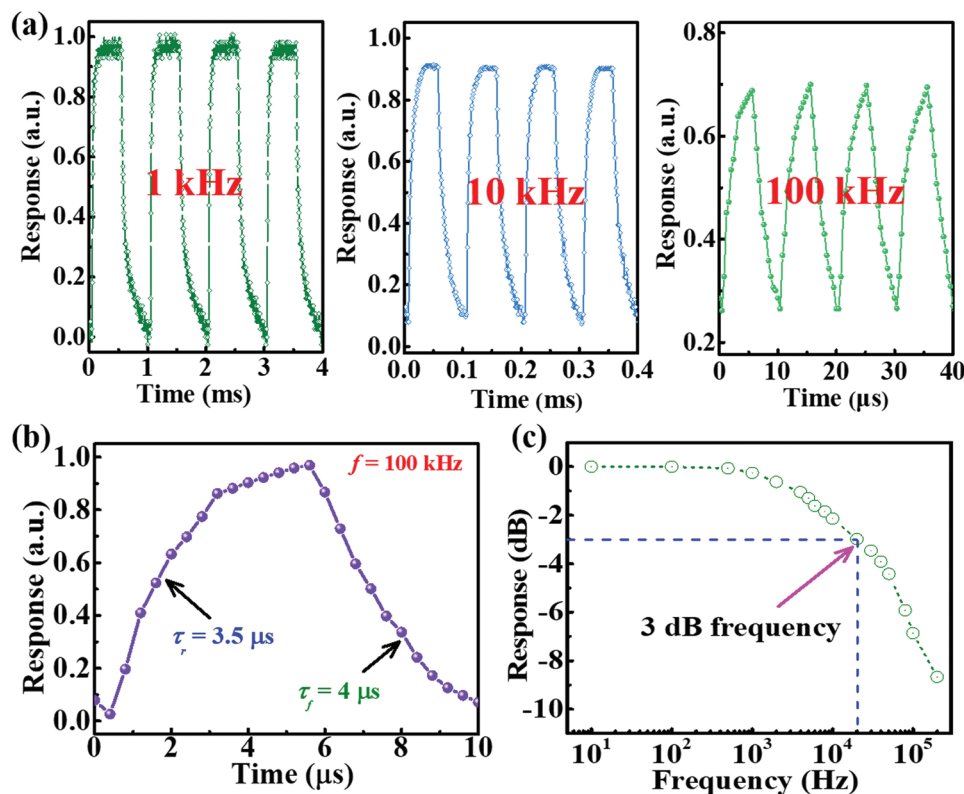 (a)
1.0
0.8
0.6
0.4
0.2
0.0
Response (a.u.)
1 kHz
0 1 2 3 4
Time (ms)
1.0
0.8
0.6
0.4
0.2
0.0
Response (a.u.)
10 kHz
0.0 0.1 0.2 0.3 0.4
Time (ms)
0.8
0.6
0.4
0.2
Response (a.u.)
100 kHz
0 10 20 30 40
Time (μs)
(b)
1.0
0.8
0.6
0.4
0.2
0.0
Response (a.u.)
f = 100 kHz
τr = 3.5 μs
τf = 4 μs
0 2 4 6 8 10
Time (μs)
(c)
0
-2
-4
-6
-8
-10
Response (dB)
3 dB frequency
10¹ 10² 10³ 10⁴ 10⁵
Frequency (Hz)